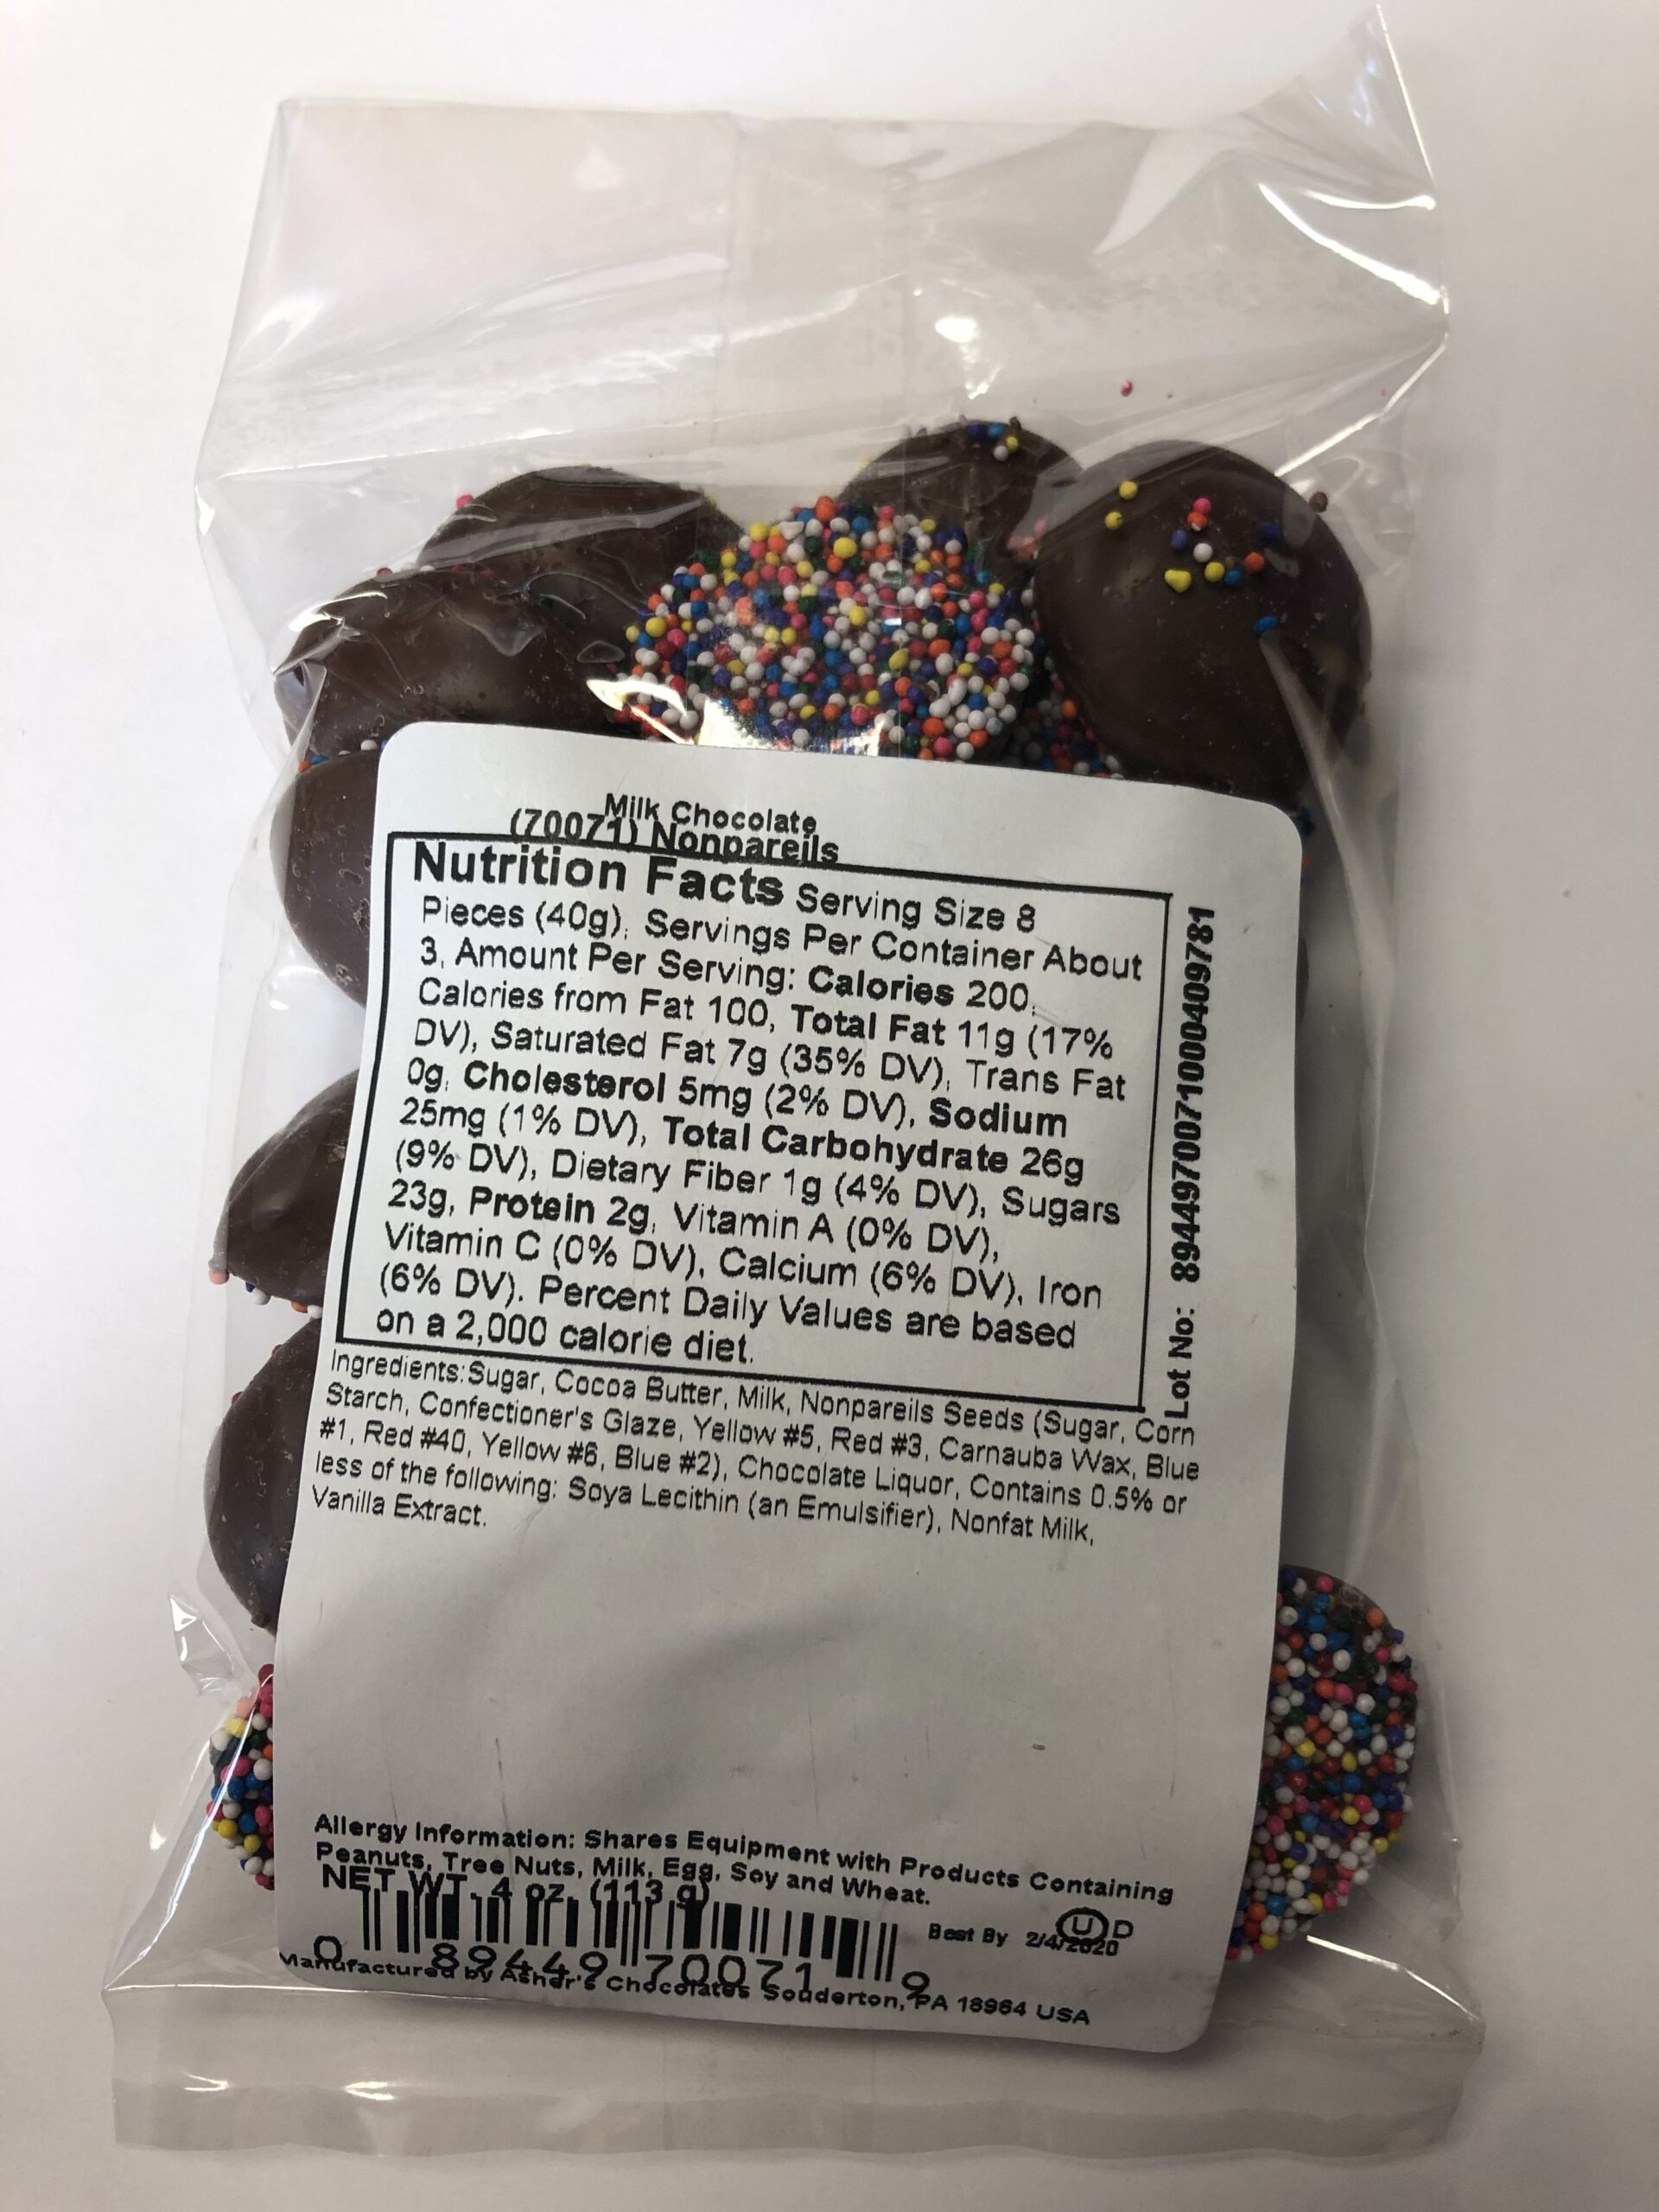 Milk Chocolate
(70071) Nonpareils
Nutrition Facts Serving Size 8
Pieces (40g), Servings Per Container About
3, Amount Per Serving: Calories 200,
Calories from Fat 100, Total Fat 11g (17%
DV), Saturated Fat 7g (35% DV), Trans Fat
0g, Cholesterol 5mg (2% DV), Sodium
25mg (1% DV), Total Carbohydrate 26g
(9% DV), Dietary Fiber 1g (4% DV), Sugars
23g, Protein 2g, Vitamin A (0% DV),
Vitamin C (0% DV), Calcium (6% DV), Iron
(6% DV). Percent Daily Values are based
on a 2,000 calorie diet.
Lot No: 89449700710004097​81
Ingredients:Sugar, Cocoa Butter, Milk, Nonpareils Seeds (Sugar, Corn
Starch, Confectioner's Glaze, Yellow #5, Red #3, Carnauba Wax, Blue
#1, Red #40, Yellow #6, Blue #2), Chocolate Liquor, Contains 0.5% or
less of the following: Soya Lecithin (an Emulsifier), Nonfat Milk,
Vanilla Extract.
Allergy Information: Shares Equipment with Products Containing
Peanuts, Tree Nuts, Milk, Egg, Soy and Wheat.
NET WT. 4 oz. (113 g)
U D
Best By 2/4/2020
0 89449 70071 9
Manufactured by Asher's Chocolates Souderton, PA 18964 USA